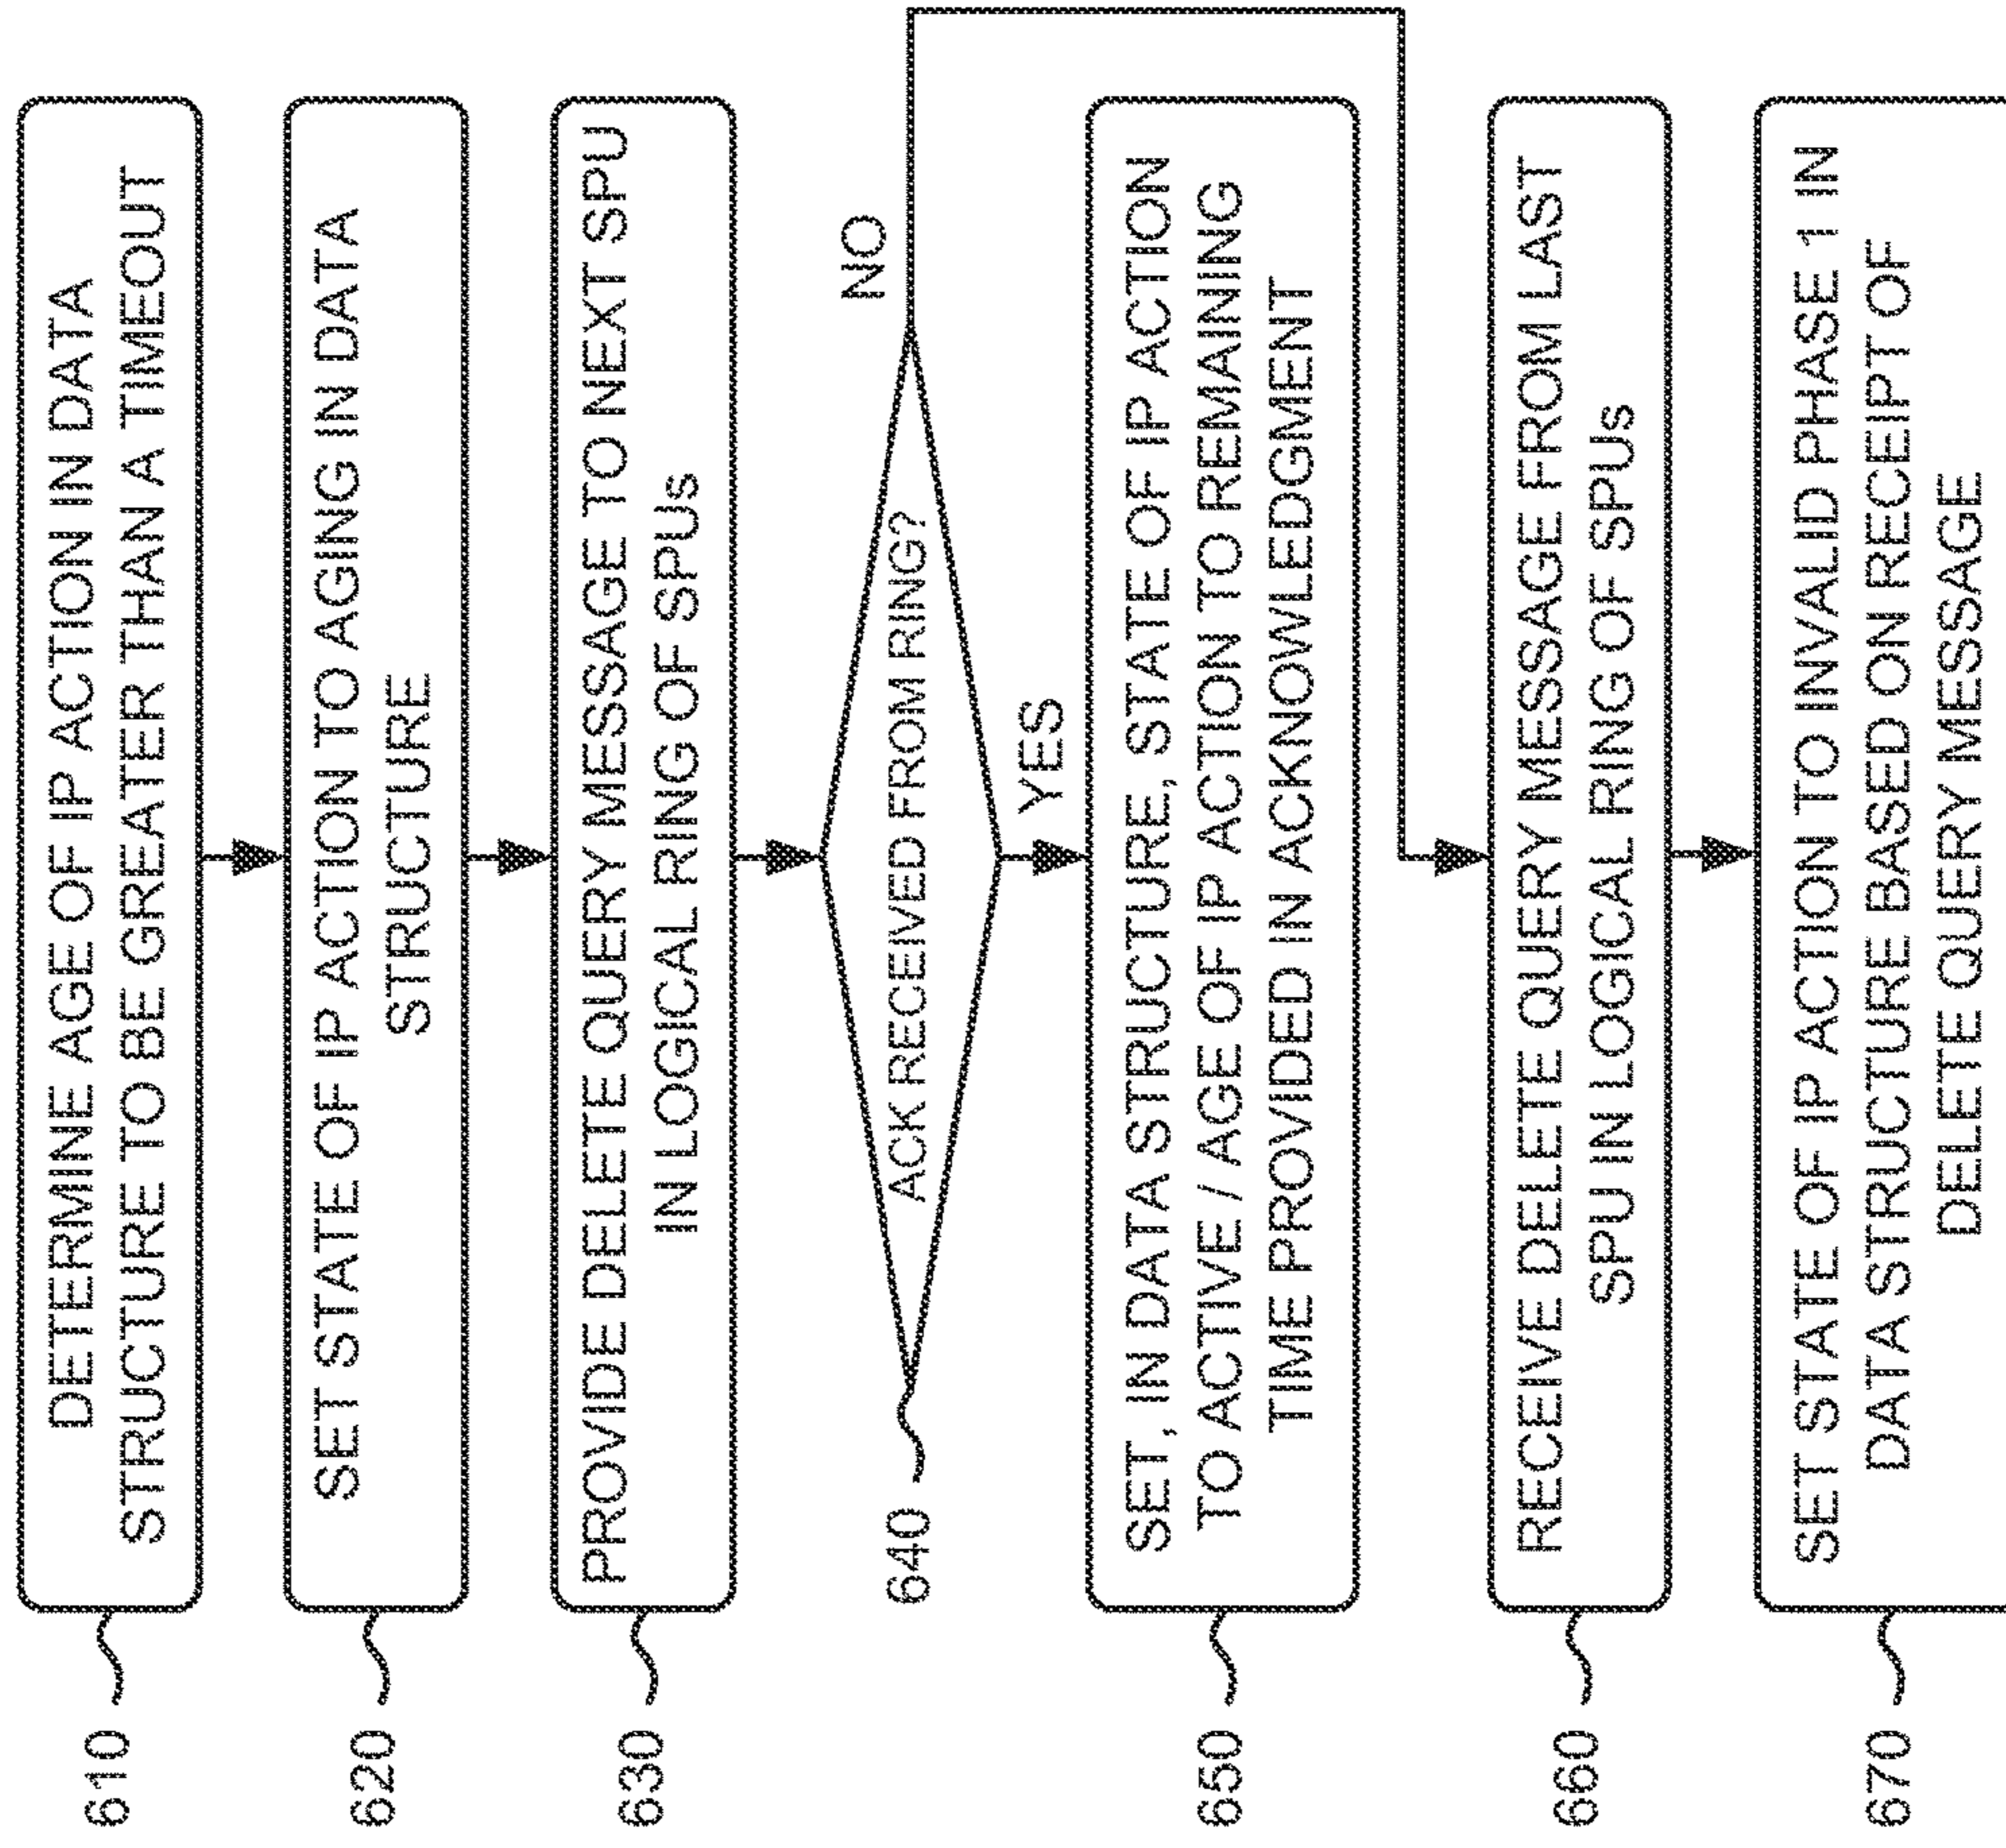 610
DETERMINE AGE OF IP ACTION IN DATA
STRUCTURE TO BE GREATER THAN A TIMEOUT
620
SET STATE OF IP ACTION TO AGING IN DATA
STRUCTURE
630
PROVIDE DELETE QUERY MESSAGE TO NEXT SPU
IN LOGICAL RING OF SPUs
640
ACK RECEIVED FROM RING?
NO
YES
650
SET, IN DATA STRUCTURE, STATE OF IP ACTION
TO ACTIVE / AGE OF IP ACTION TO REMAINING
TIME PROVIDED IN ACKNOWLEDGMENT
660
RECEIVE DELETE QUERY MESSAGE FROM LAST
SPU IN LOGICAL RING OF SPUs
670
SET STATE OF IP ACTION TO INVALID PHASE 1 IN
DATA STRUCTURE BASED ON RECEIPT OF
DELETE QUERY MESSAGE